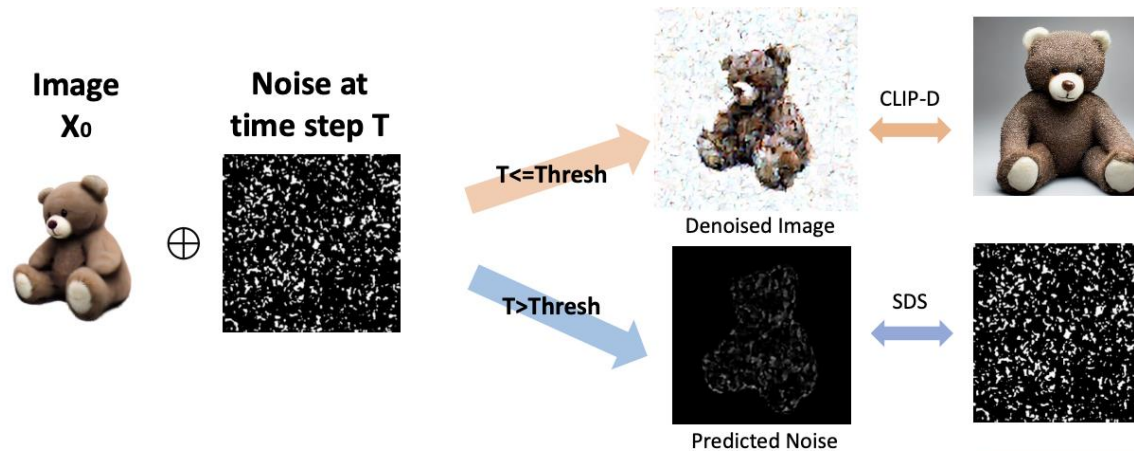 Image
X₀
Noise at
time step T
T<=Thresh
T>Thresh
Denoised Image
CLIP-D
Predicted Noise
SDS